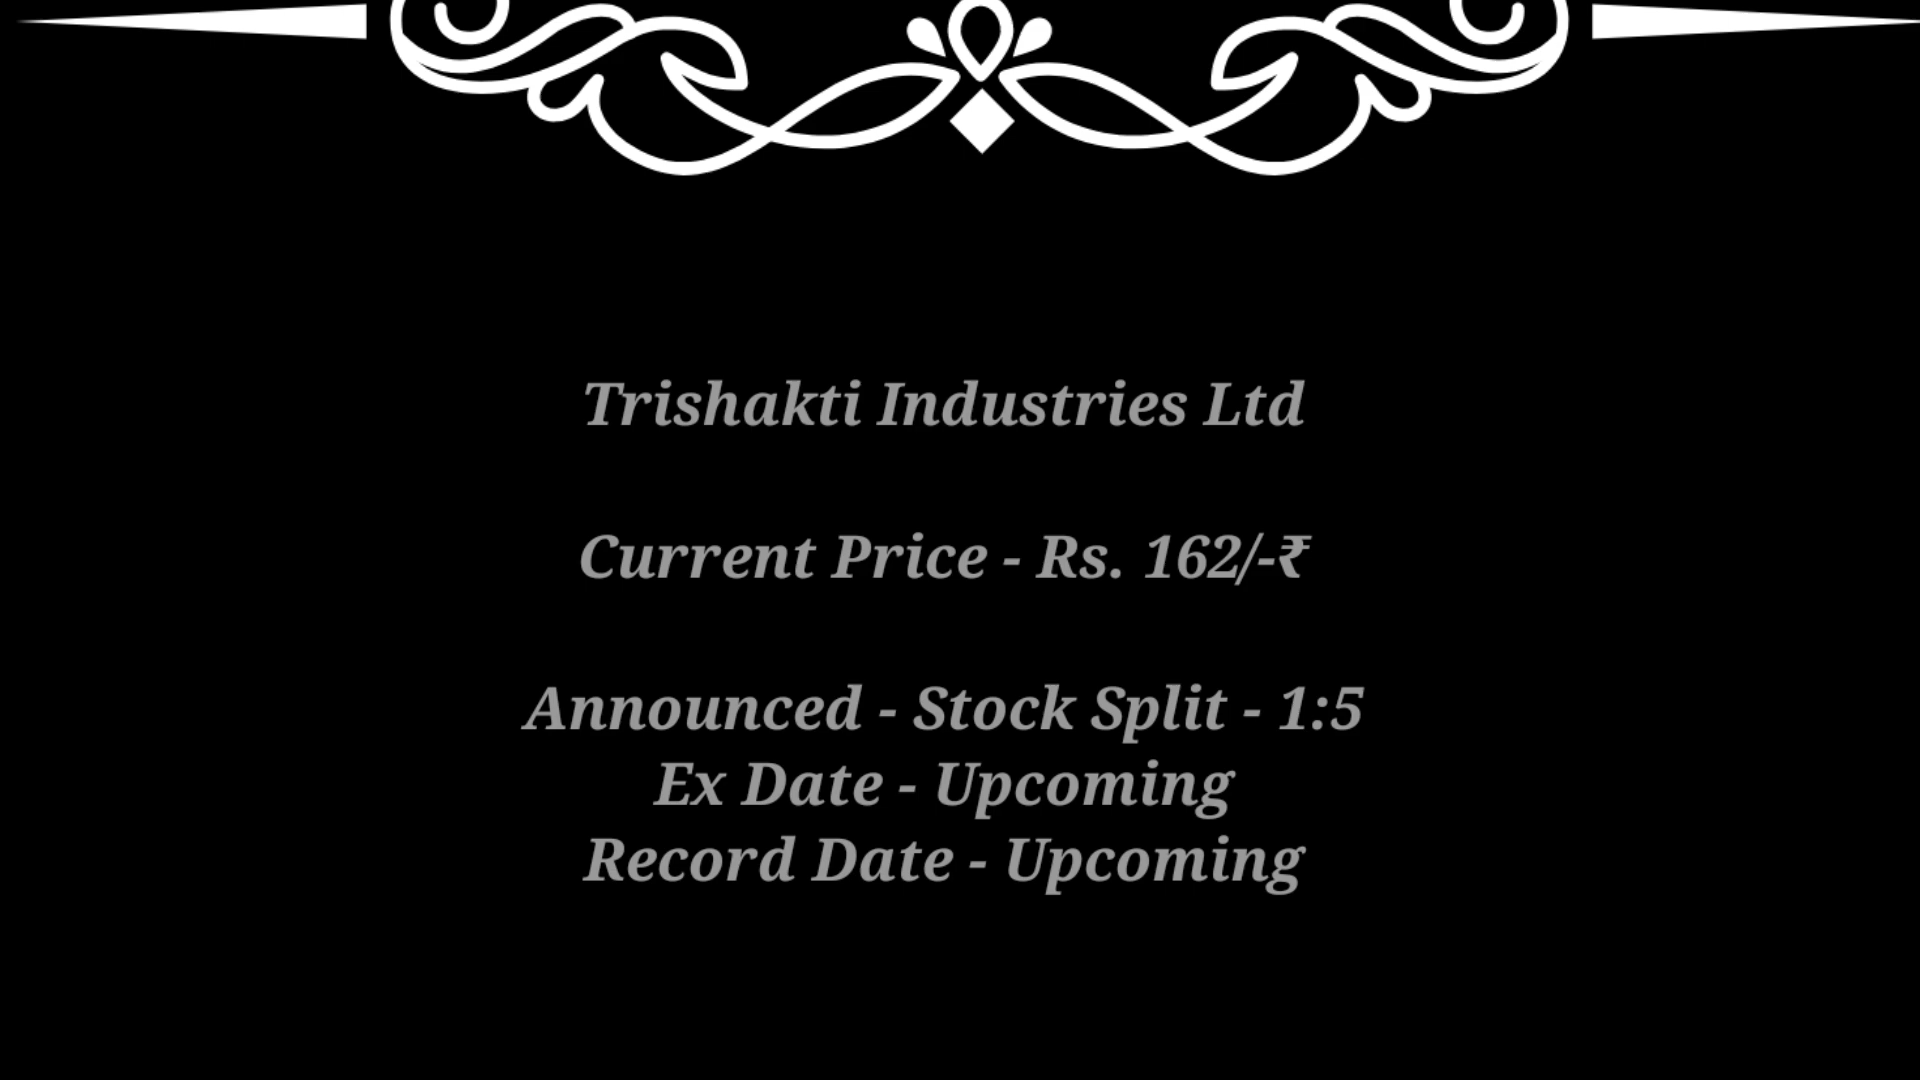 Trishakti Industries Ltd
Current Price - Rs. 162/-₹
Announced - Stock Split - 1:5
Ex Date - Upcoming
Record Date - Upcoming